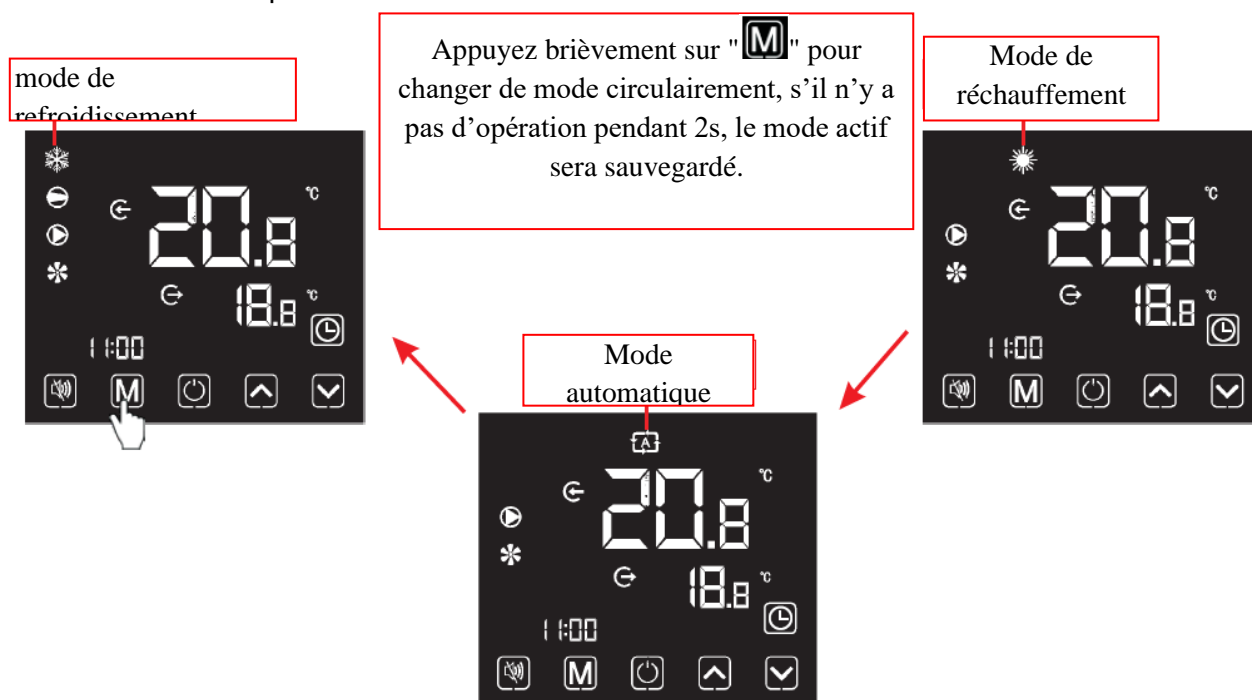 mode de
refroidissement
Appuyez brièvement sur "M" pour
changer de mode circulairement, s’il n’y a
pas d’opération pendant 2s, le mode actif
sera sauvegardé.
Mode de
réchauffement
20.8 °C
18.8 °C
11:00
M
20.8 °C
18.8 °C
11:00
M
Mode
automatique
A
20.8 °C
18.8 °C
11:00
M